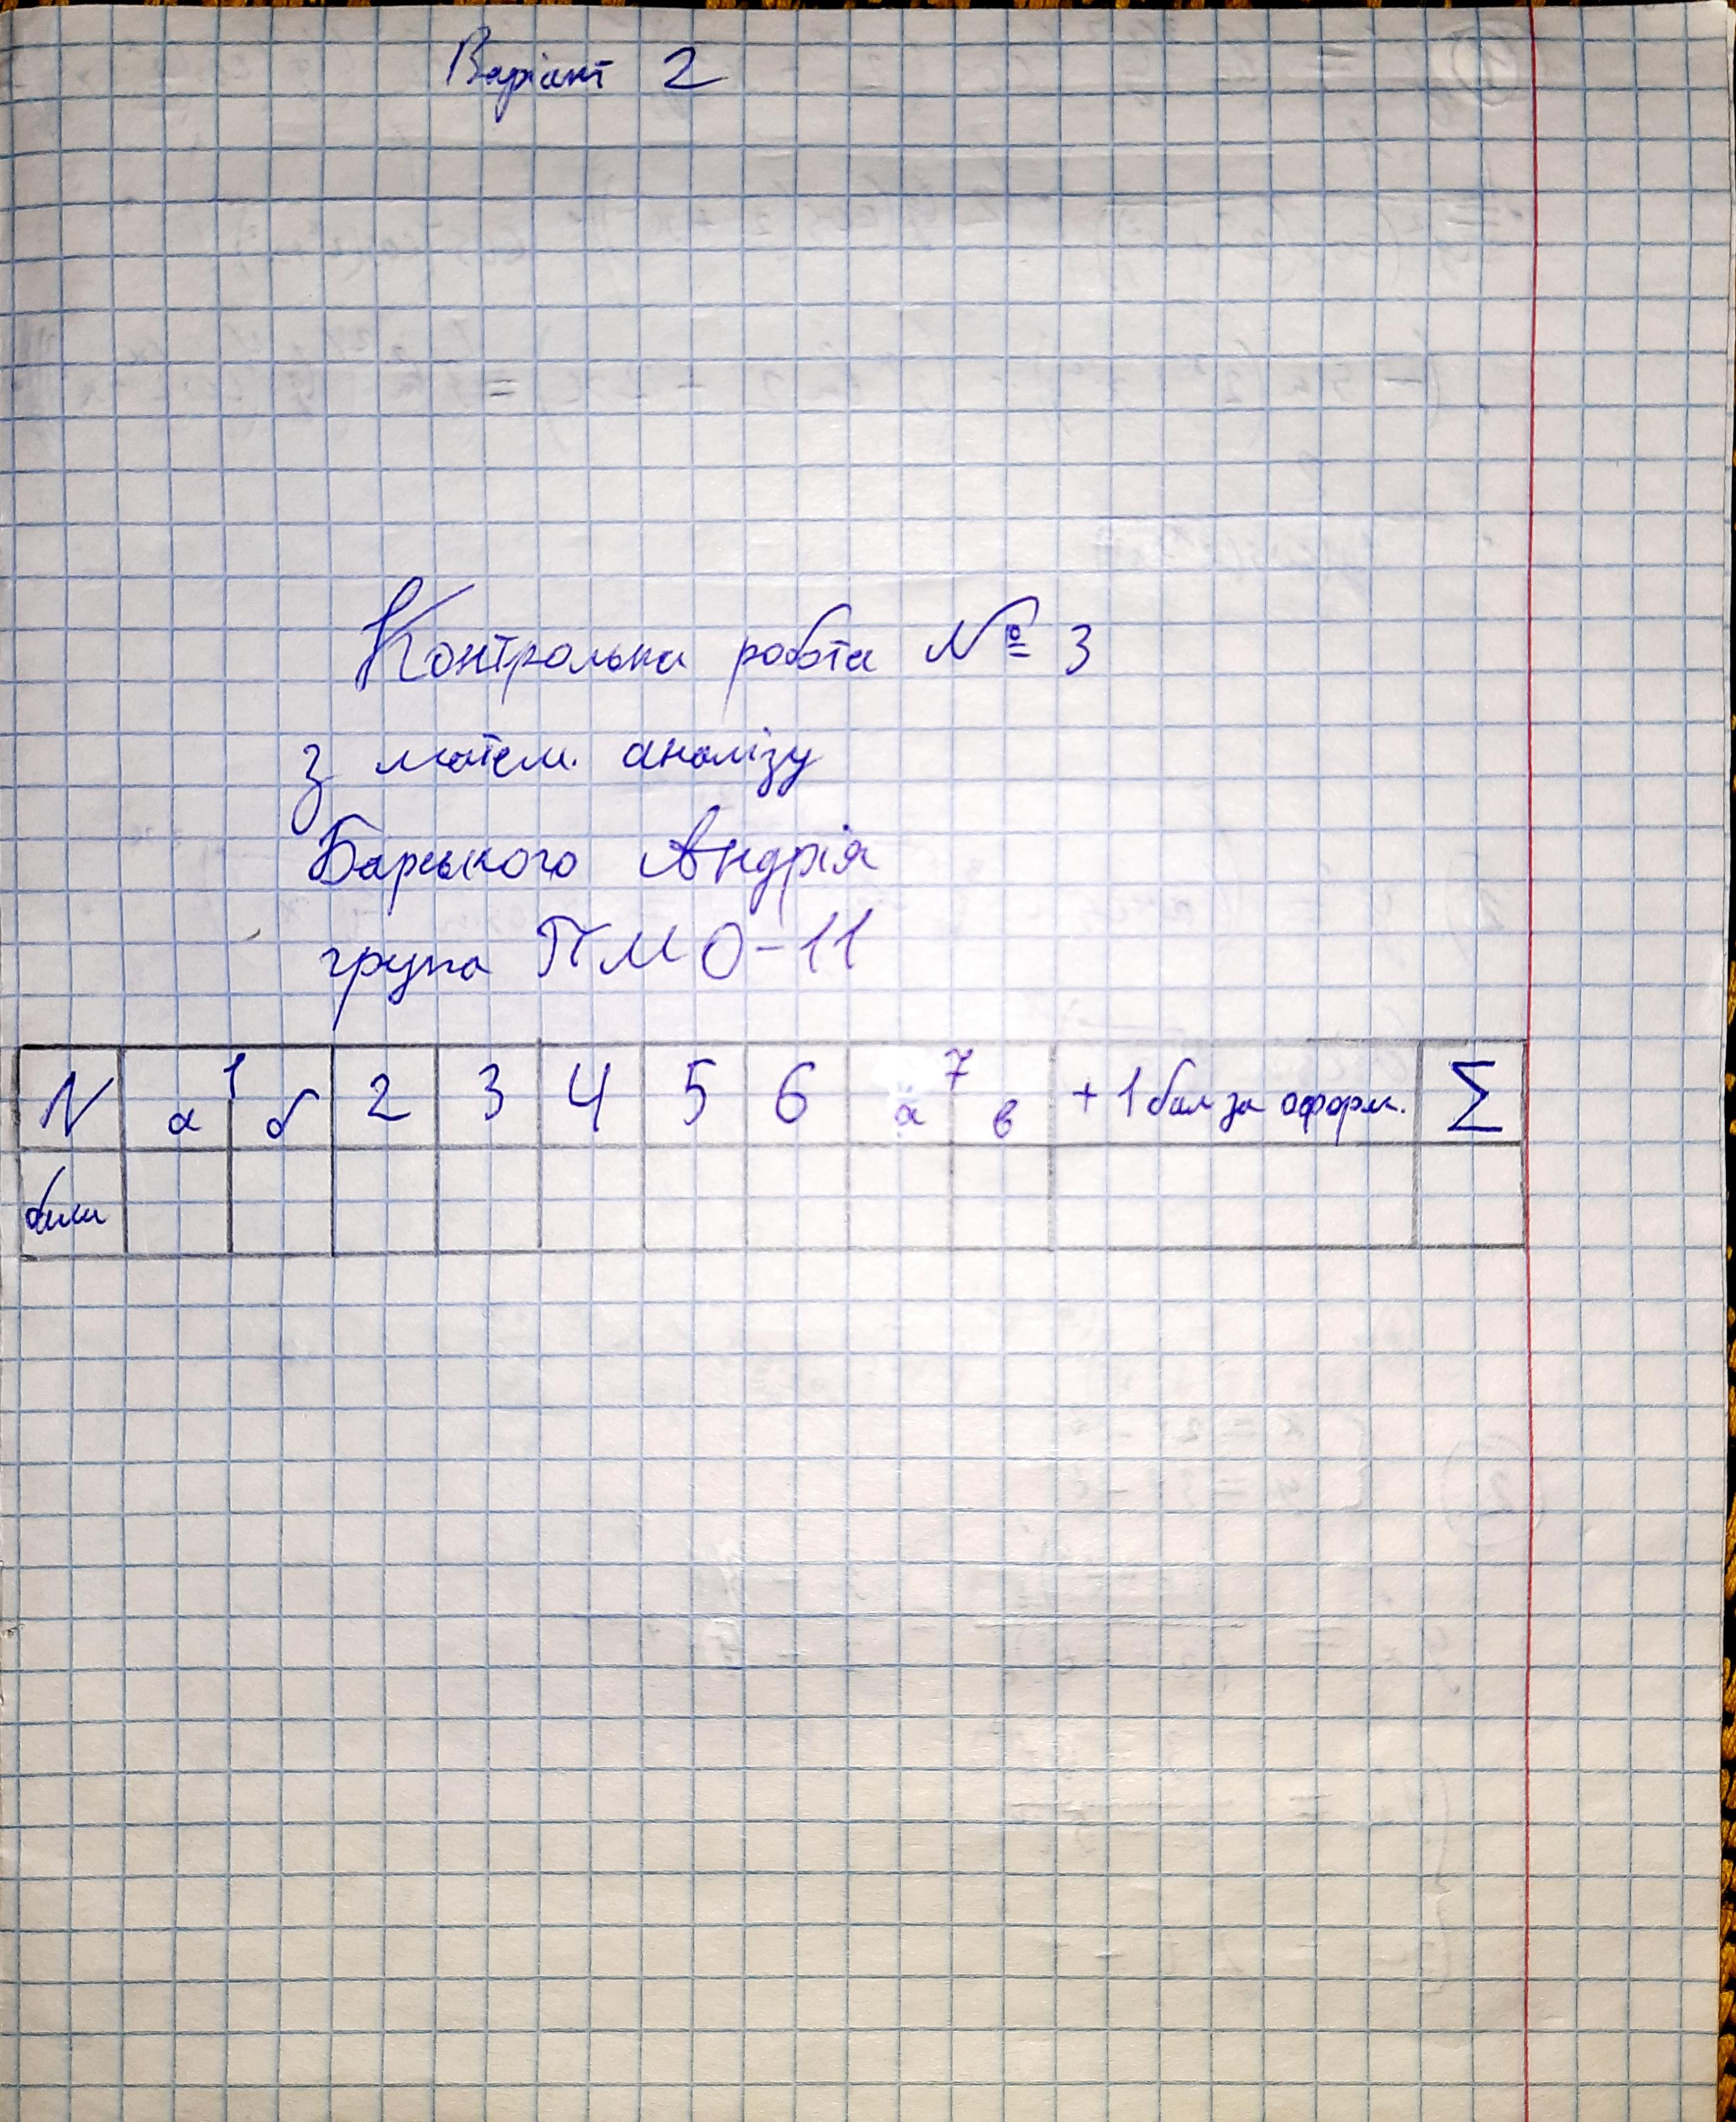 Варіант 2
Контрольна робота № 3
з матем. аналізу
Барського Андрія
група ПМО-11
N 1 а б 2 3 4 5 6 7 а в + 1 бал за оформ. Σ
бали